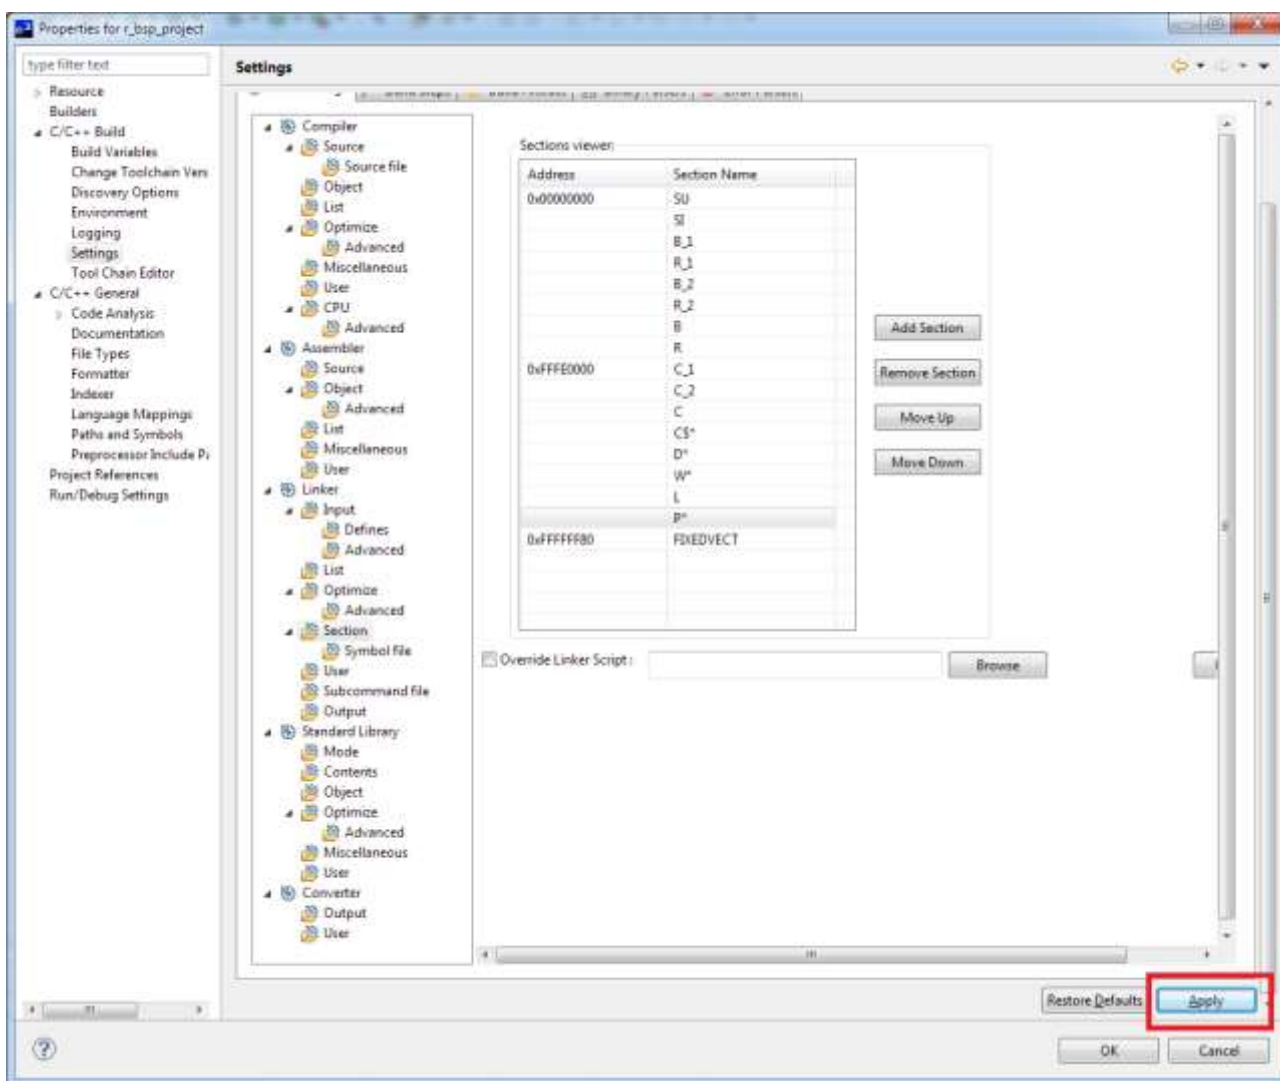 Properties for r_bsp_project
type filter text
Settings
Resource
Builders
C/C++ Build
Build Variables
Change Toolchain Vers
Discovery Options
Environment
Logging
Settings
Tool Chain Editor
C/C++ General
Code Analysis
Documentation
File Types
Formatter
Indexer
Language Mappings
Paths and Symbols
Preprocessor Include Pa
Project References
Run/Debug Settings
Compiler
Source
Source file
Object
List
Optimize
Advanced
Miscellaneous
User
CPU
Advanced
Assembler
Source
Object
Advanced
List
Miscellaneous
User
Linker
Input
Defines
Advanced
List
Optimize
Advanced
Section
Symbol file
User
Subcommand file
Output
Standard Library
Mode
Contents
Object
Optimize
Advanced
Miscellaneous
User
Converter
Output
User
Sections viewer:
Address Section Name
0x00000000 SU
SI
B_1
R_1
B_2
R_2
B
R
0xFFFE0000 C_1
C_2
C
C$*
D*
W*
L
P*
0xFFFFFF80 FIXEDVECT
Add Section
Remove Section
Move Up
Move Down
Override Linker Script :
Browse
Restore Defaults
Apply
OK
Cancel